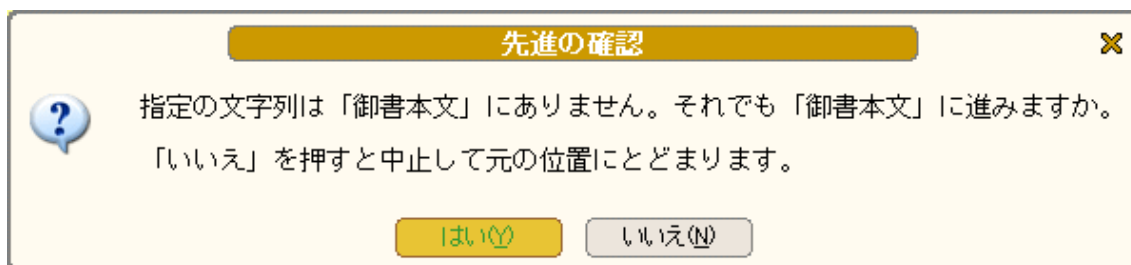 先進の確認
指定の文字列は「御書本文」にありません。それでも「御書本文」に進みますか。
「いいえ」を押すと中止して元の位置にとどまります。
はい(Y)
いいえ(N)